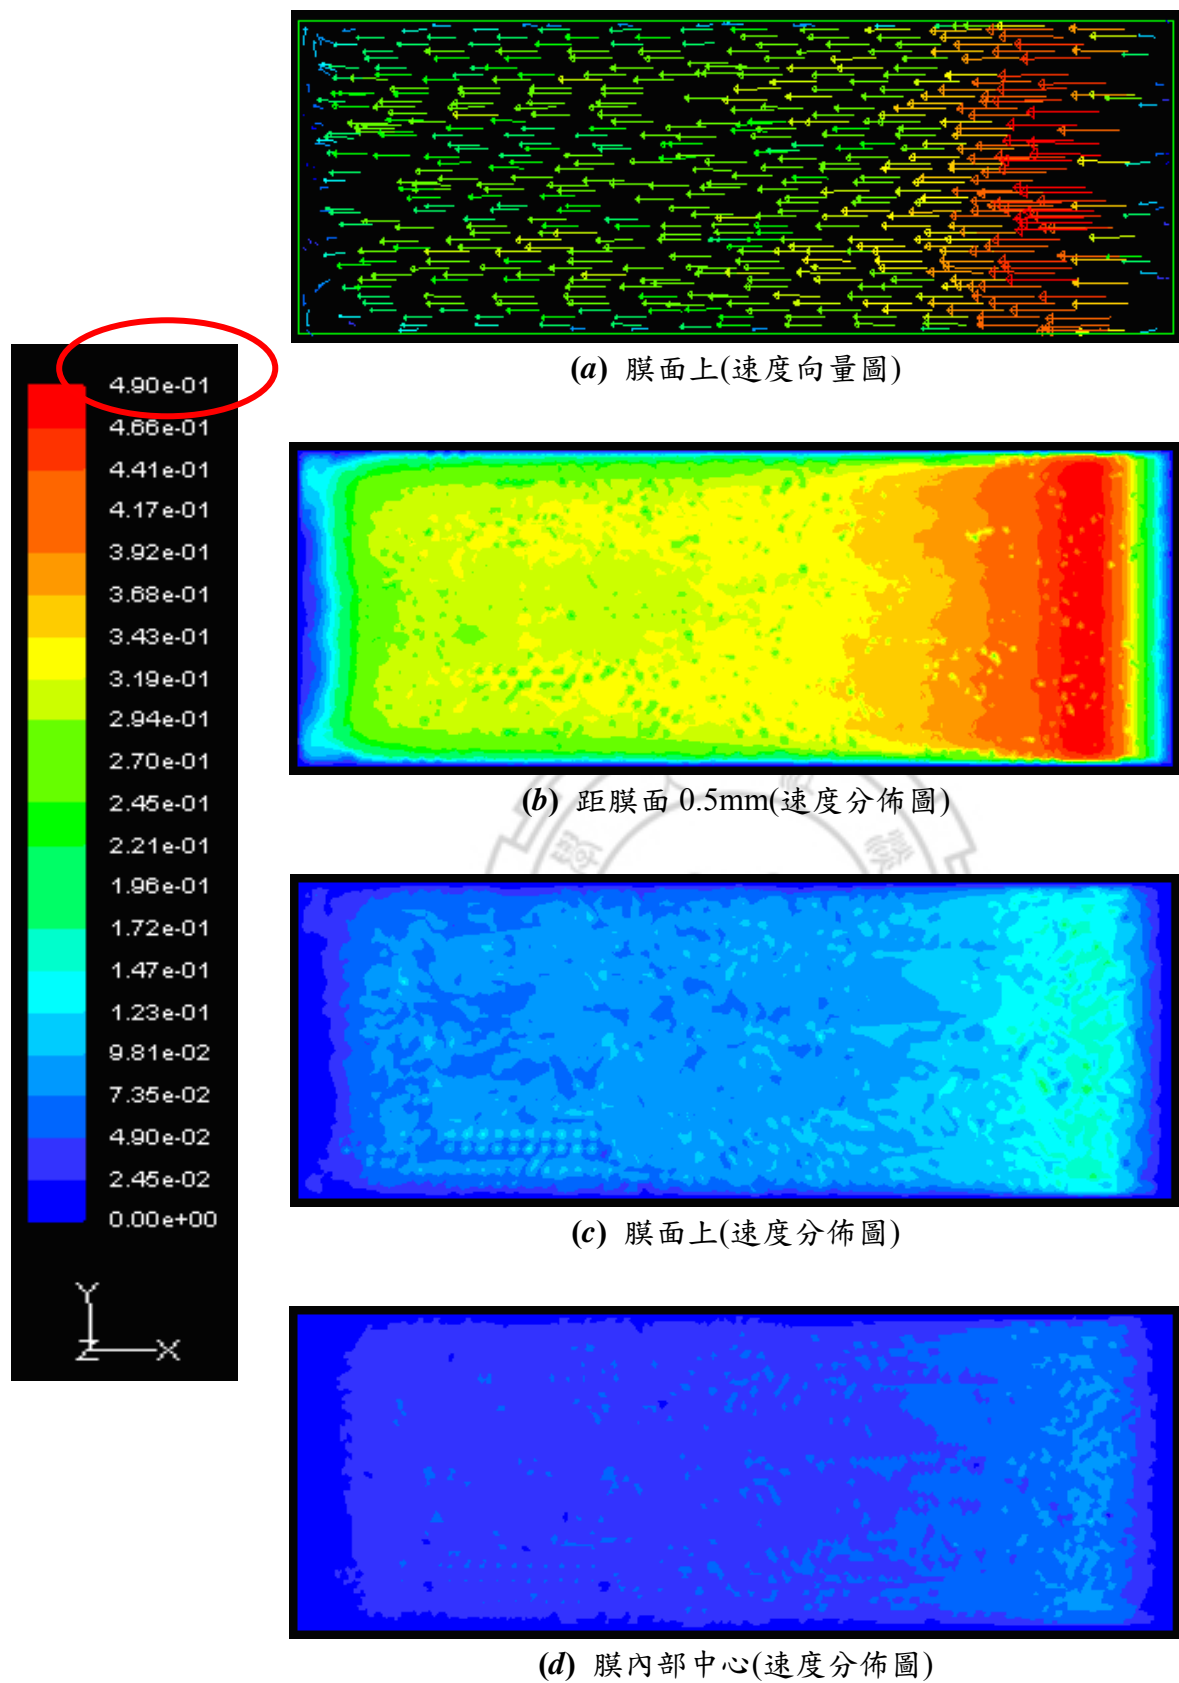 (a) 膜面上(速度向量圖)
4.90e-01
4.66e-01
4.41e-01
4.17e-01
3.92e-01
3.68e-01
3.43e-01
3.19e-01
2.94e-01
2.70e-01
2.45e-01
2.21e-01
1.96e-01
1.72e-01
1.47e-01
1.23e-01
9.81e-02
7.35e-02
4.90e-02
2.45e-02
0.00e+00
Y
Z X
(b) 距膜面 0.5mm(速度分佈圖)
(c) 膜面上(速度分佈圖)
(d) 膜內部中心(速度分佈圖)